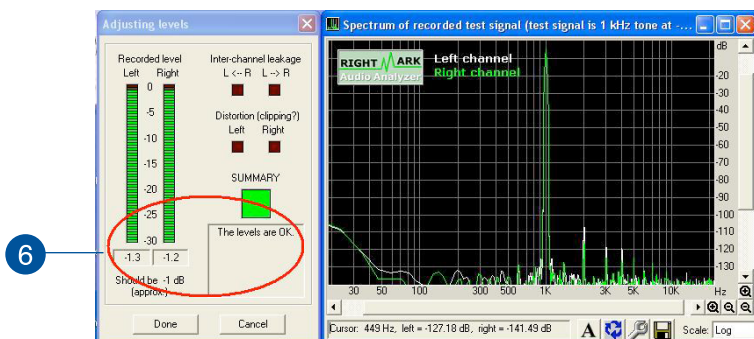 Adjusting levels
Recorded level
Left Right
0
-5
-10
-15
-20
-25
-30
-1.3 -1.2
Should be -1 dB
(approx.)
Inter-channel leakage
L <-- R L --> R
Distortion (clipping?)
Left Right
SUMMARY
The levels are OK.
Done Cancel
6
Spectrum of recorded test signal (test signal is 1 kHz tone at -...
RIGHTMARK
Audio Analyzer
Left channel
Right channel
dB
-20
-30
-40
-50
-60
-70
-80
-90
-100
-110
-120
-130
30 50 100 300 500 1K 3K 5K 10K Hz
Cursor: 449 Hz, left = -127.18 dB, right = -141.49 dB
A
Scale: Log